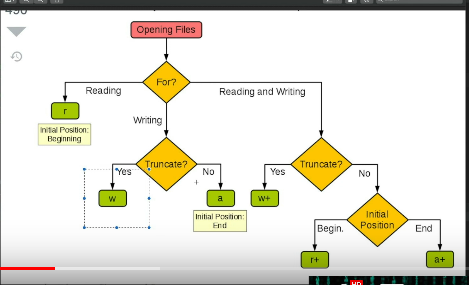 Opening Files
For?
Reading
Reading and Writing
r
Initial Position:
Beginning
Writing
Truncate?
Yes
No
w
a
Initial Position:
End
Truncate?
Yes
No
w+
Initial
Position
Begin.
End
r+
a+
HD